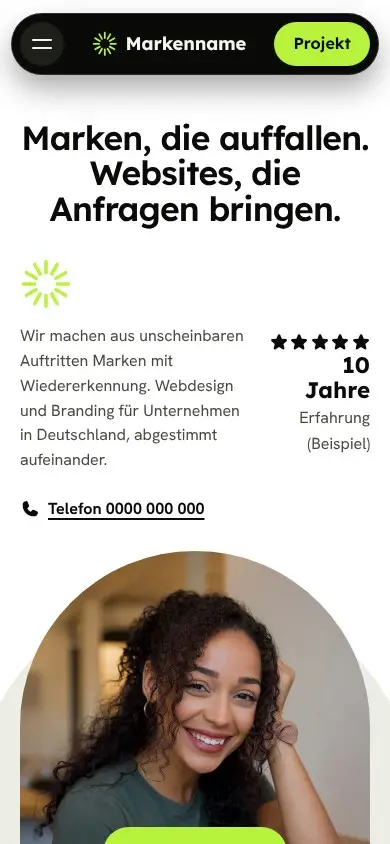 Markenname
Projekt
Marken, die auffallen.
Websites, die
Anfragen bringen.
Wir machen aus unscheinbaren
Auftritten Marken mit
Wiedererkennung. Webdesign
und Branding für Unternehmen
in Deutschland, abgestimmt
aufeinander.
10
Jahre
Erfahrung
(Beispiel)
Telefon 0000 000 000